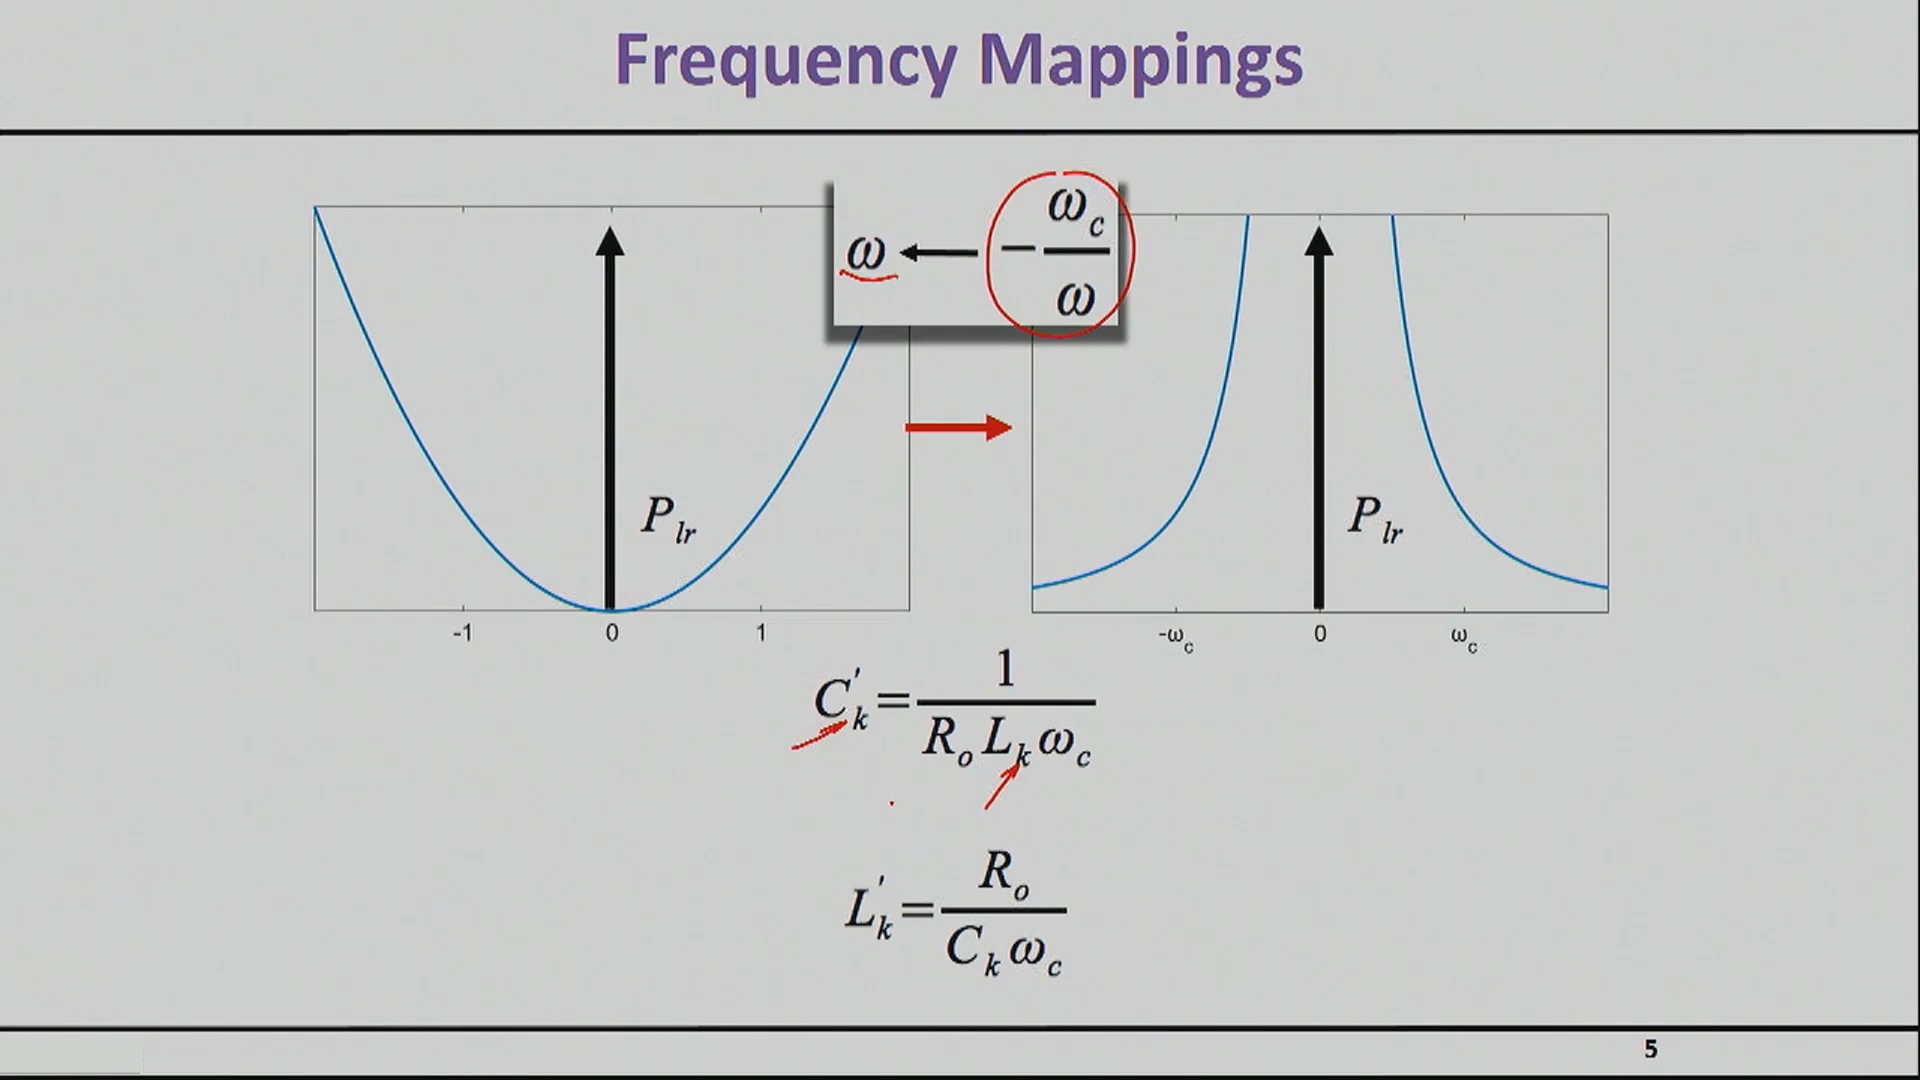 Frequency Mappings
ω ← − ω_c / ω
P_lr
P_lr
-1 0 1
-ω_c 0 ω_c
C'_k = 1 / R_o L_k ω_c
L'_k = R_o / C_k ω_c
5